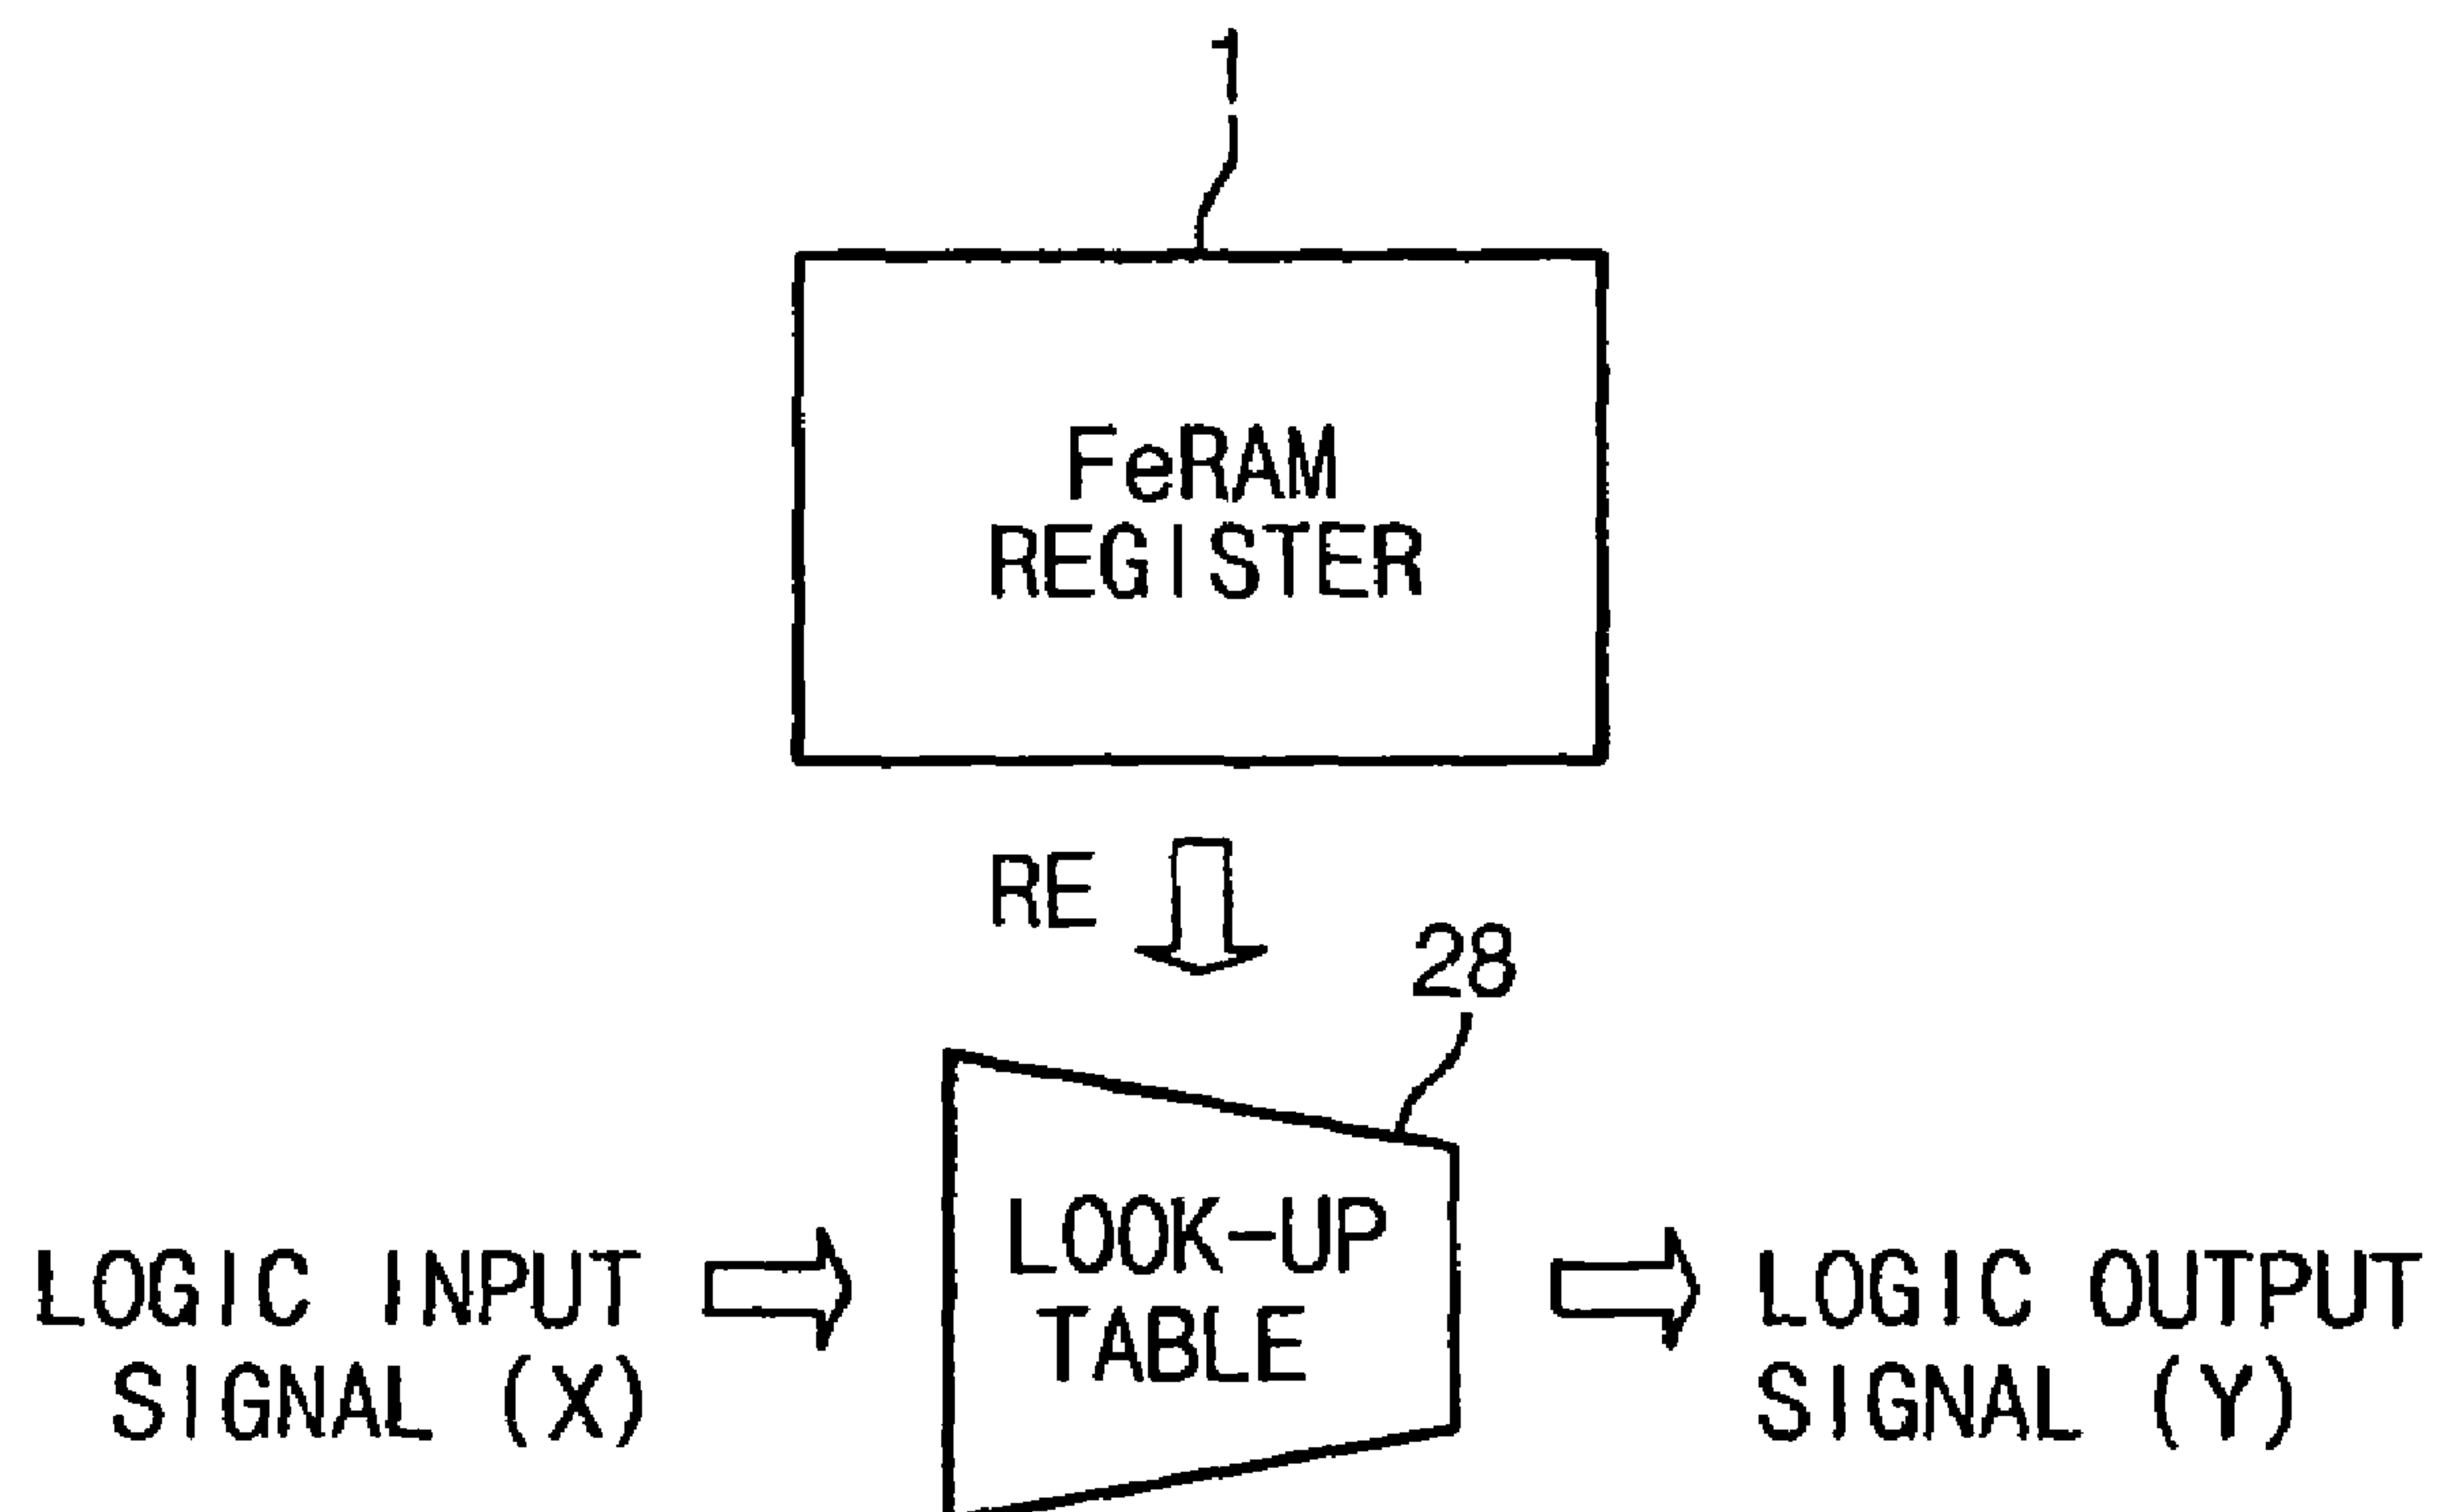 1
FeRAM
REGISTER
RE
28
LOOK-UP
TABLE
LOGIC INPUT
SIGNAL (X)
LOGIC OUTPUT
SIGNAL (Y)